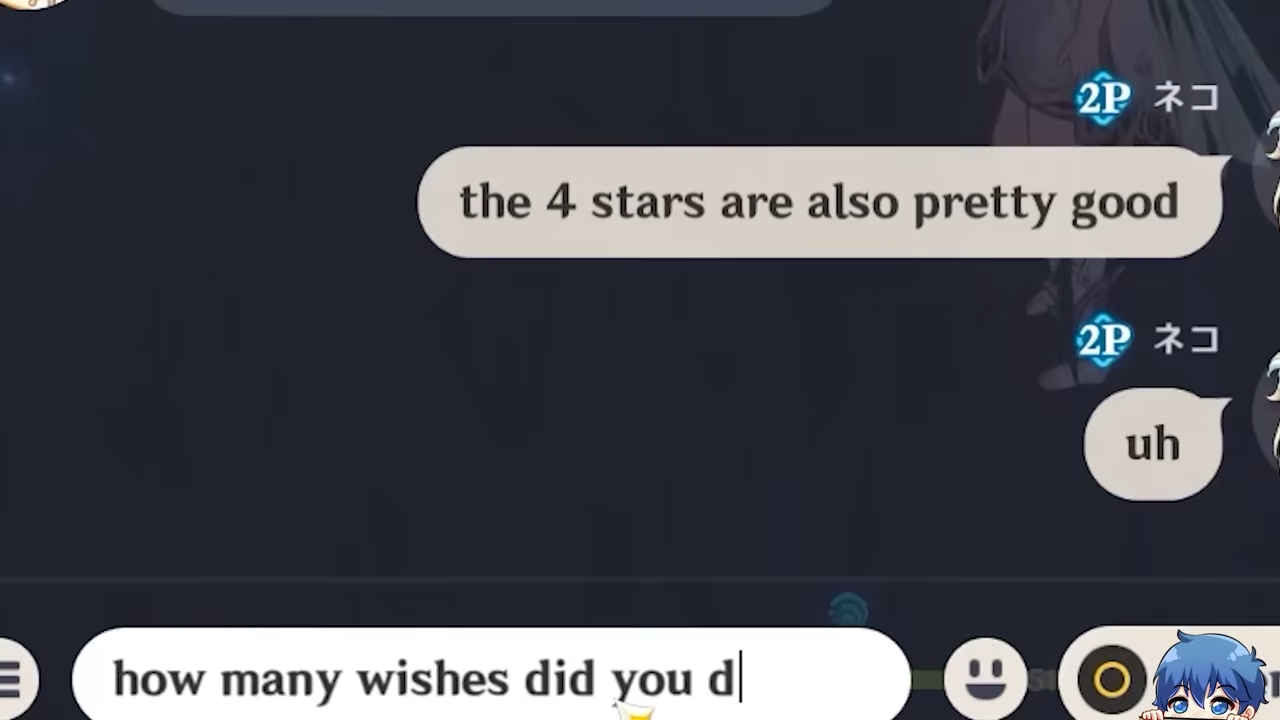 2P ネコ
the 4 stars are also pretty good
2P ネコ
uh
how many wishes did you d